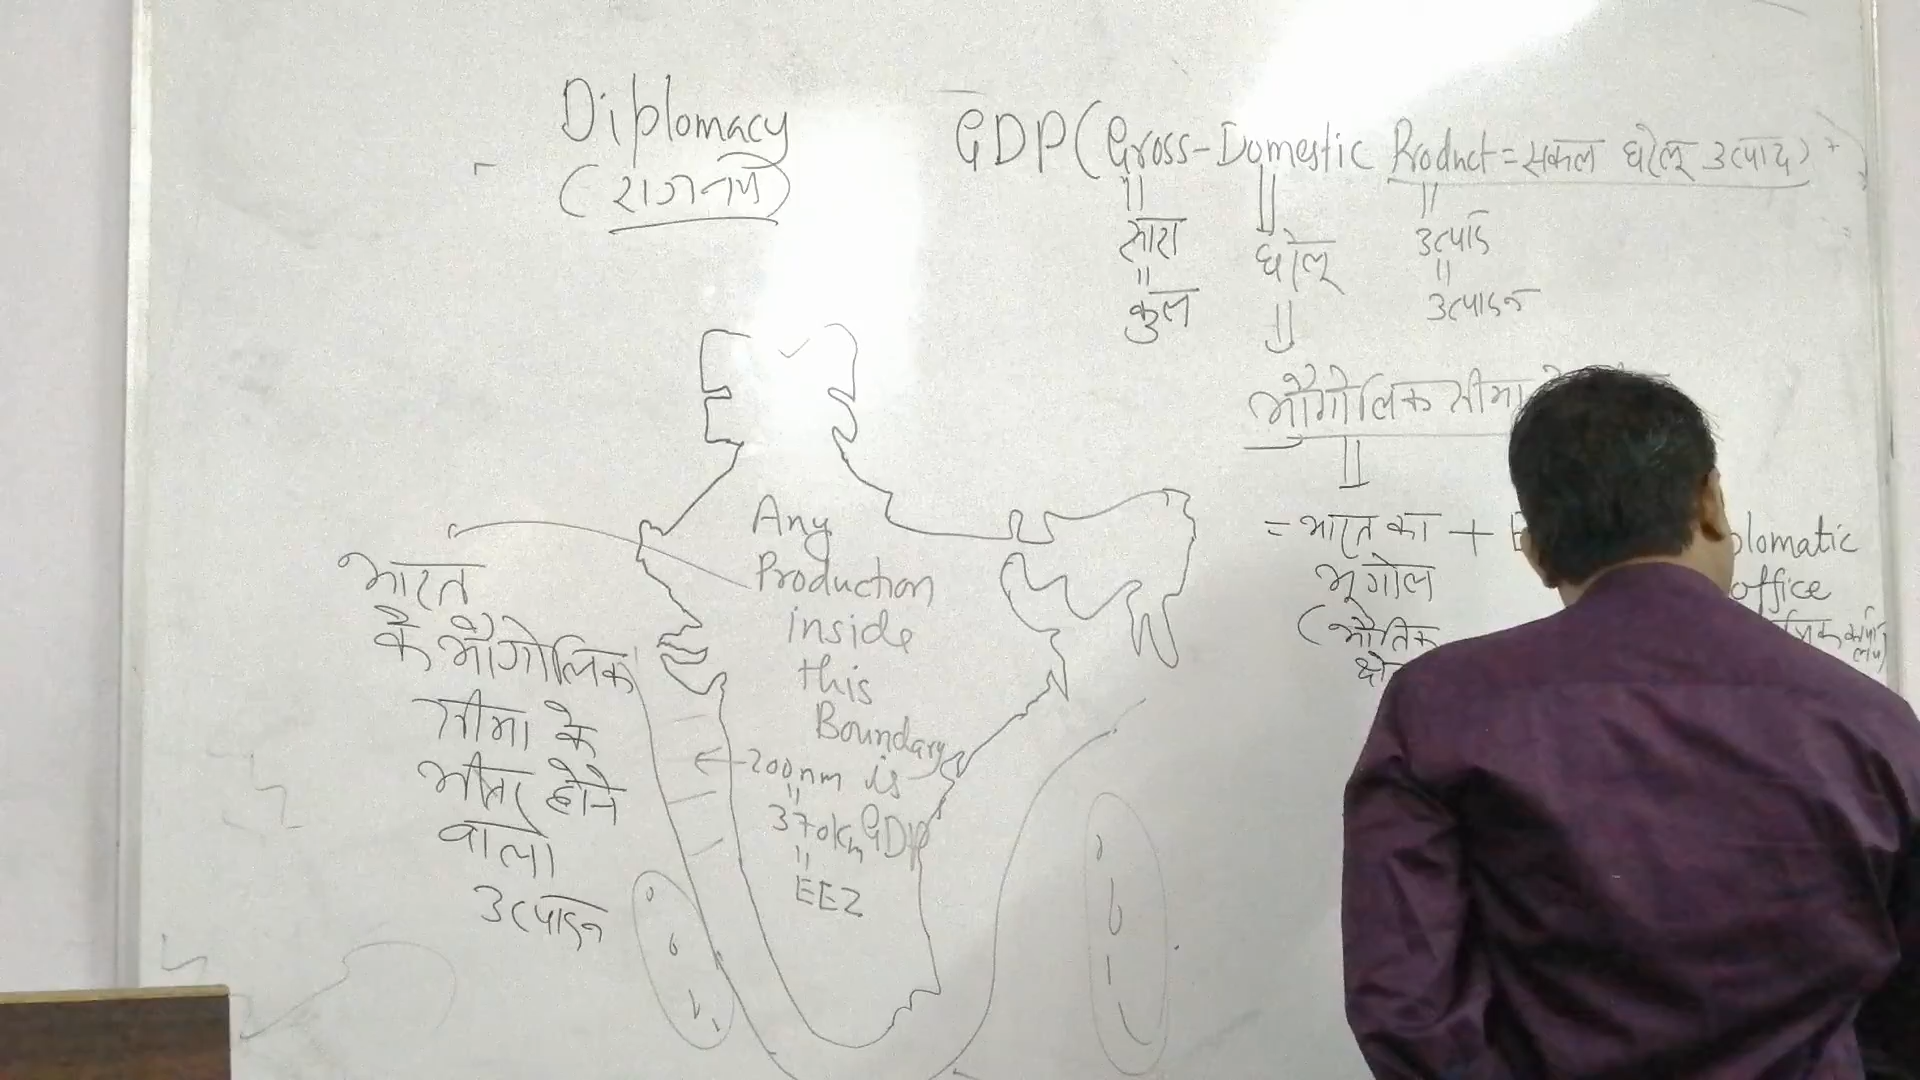 Diplomacy
(राजनय)
GDP (Gross-Domestic Product = सकल घरेलू उत्पाद)
सारा
कुल
घरेलू
उत्पाद
उत्पादन
भौगोलिक सीमा
= भारत का +
भूगोल
(भौतिक
office
भारत
के भौगोलिक
सीमा के
भीतर होने
वाला
उत्पादन
Any
Production
inside
this
Boundary
is
GDP
200nm
370km
EEZ